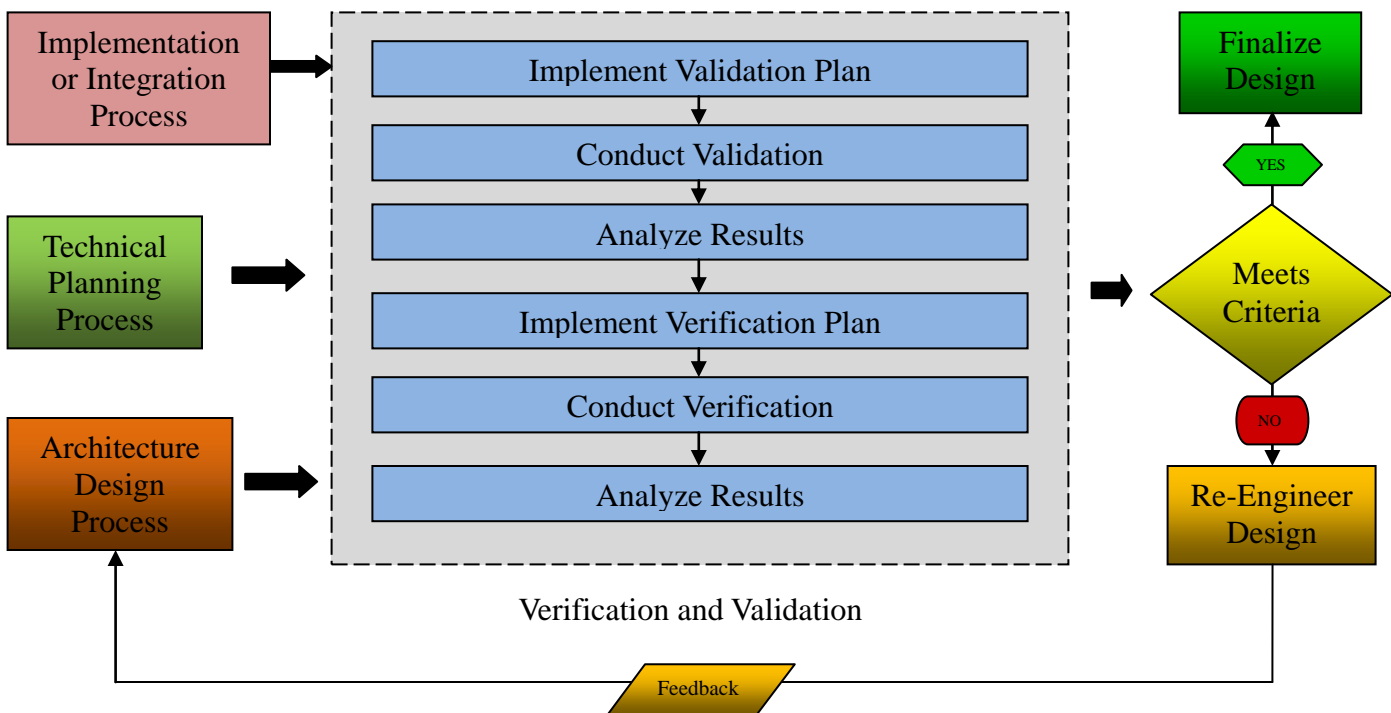 Implementation
or Integration
Process
Technical
Planning
Process
Architecture
Design
Process
Implement Validation Plan
Conduct Validation
Analyze Results
Implement Verification Plan
Conduct Verification
Analyze Results
Verification and Validation
Finalize
Design
YES
Meets
Criteria
NO
Re-Engineer
Design
Feedback